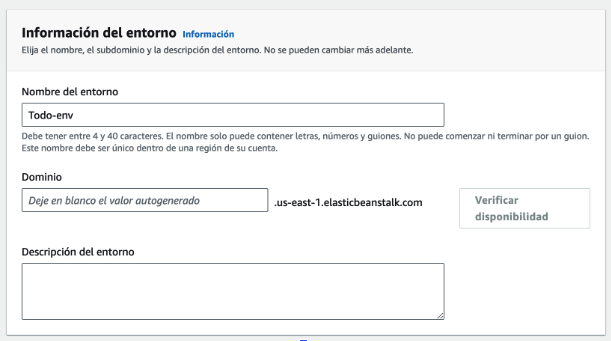 Información del entorno Información
Elija el nombre, el subdominio y la descripción del entorno. No se pueden cambiar más adelante.
Nombre del entorno
Todo-env
Debe tener entre 4 y 40 caracteres. El nombre solo puede contener letras, números y guiones. No puede comenzar ni terminar por un guion.
Este nombre debe ser único dentro de una región de su cuenta.
Dominio
Deje en blanco el valor autogenerado .us-east-1.elasticbeanstalk.com Verificar
disponibilidad
Descripción del entorno